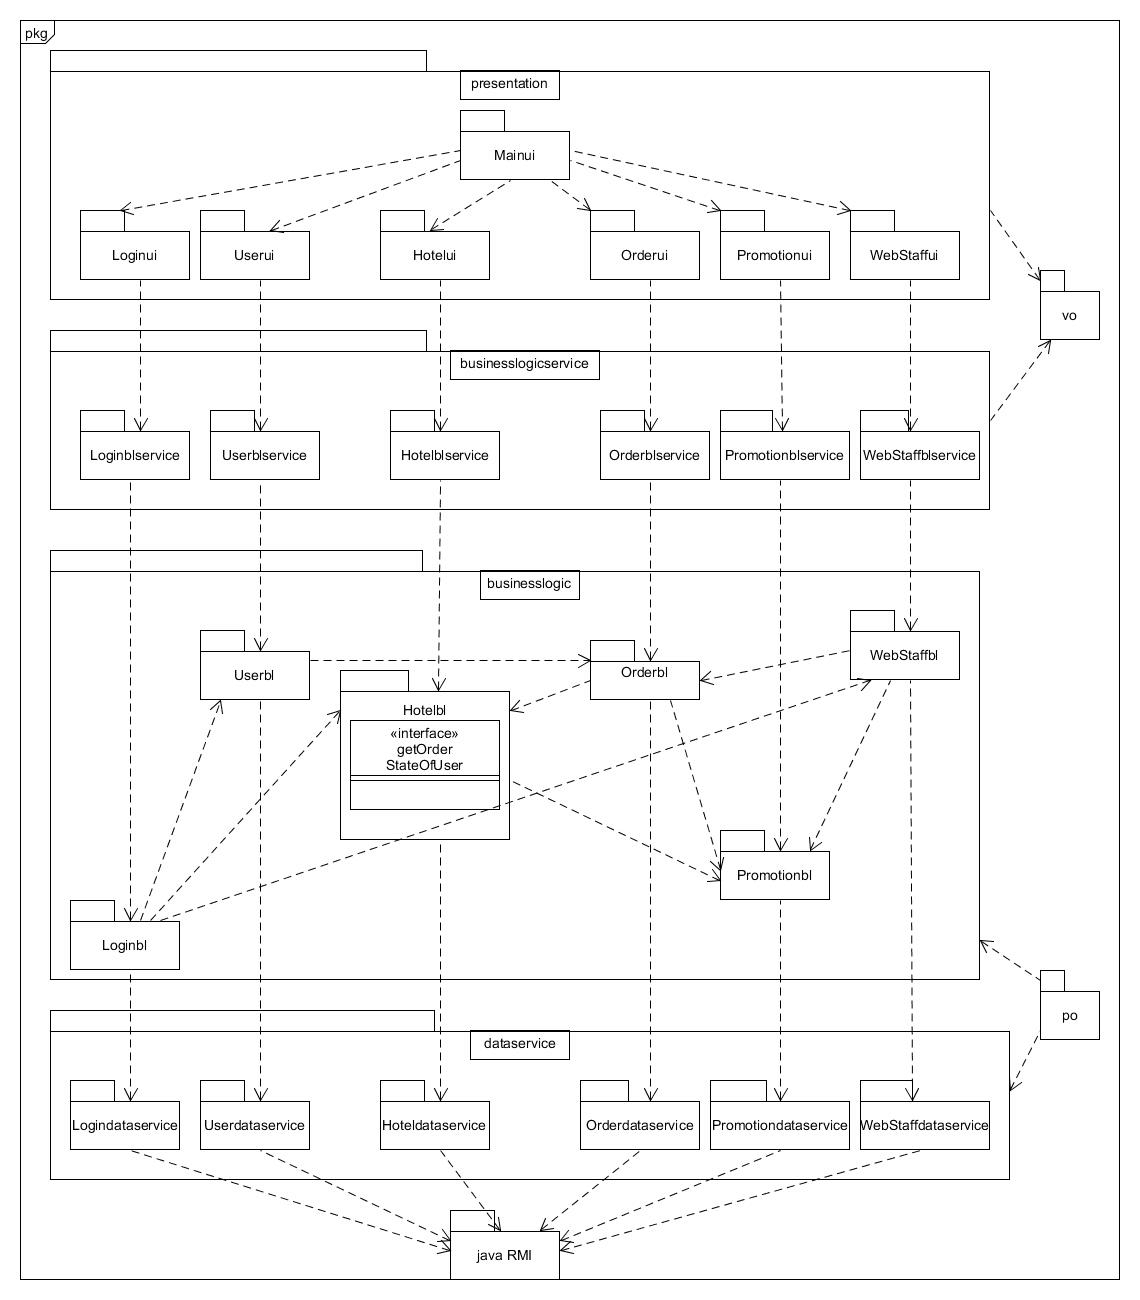 pkg
presentation
Mainui
Loginui
Userui
Hotelui
Orderui
Promotionui
WebStaffui
vo
businesslogicservice
Loginblservice
Userblservice
Hotelblservice
Orderblservice
Promotionblservice
WebStaffblservice
businesslogic
Userbl
Orderbl
WebStaffbl
Hotelbl
«interface»
getOrder
StateOfUser
Promotionbl
Loginbl
po
dataservice
Logindataservice
Userdataservice
Hoteldataservice
Orderdataservice
Promotiondataservice
WebStaffdataservice
java RMI